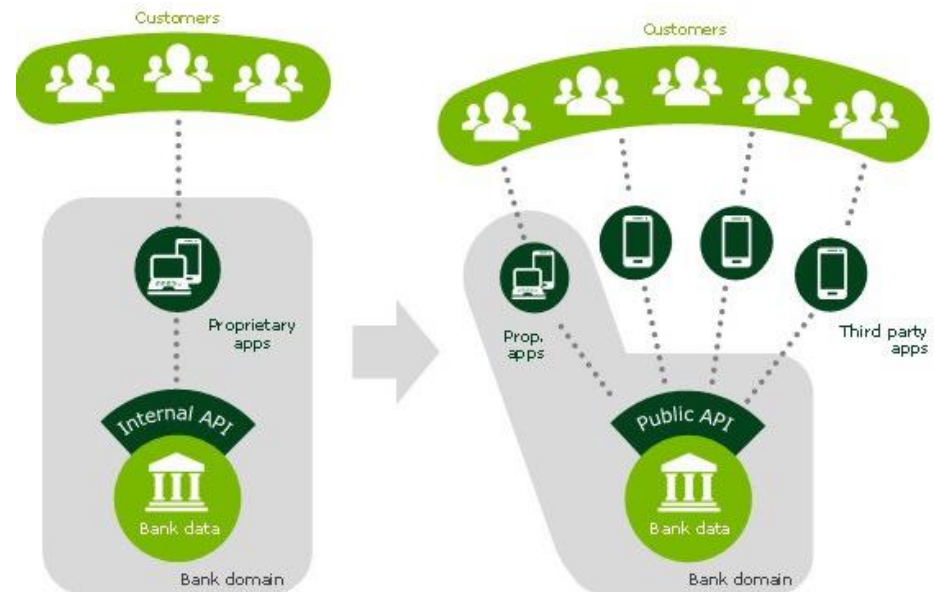 Customers
Proprietary
apps
Internal API
Bank data
Bank domain
Customers
Prop.
apps
Third party
apps
Public API
Bank data
Bank domain